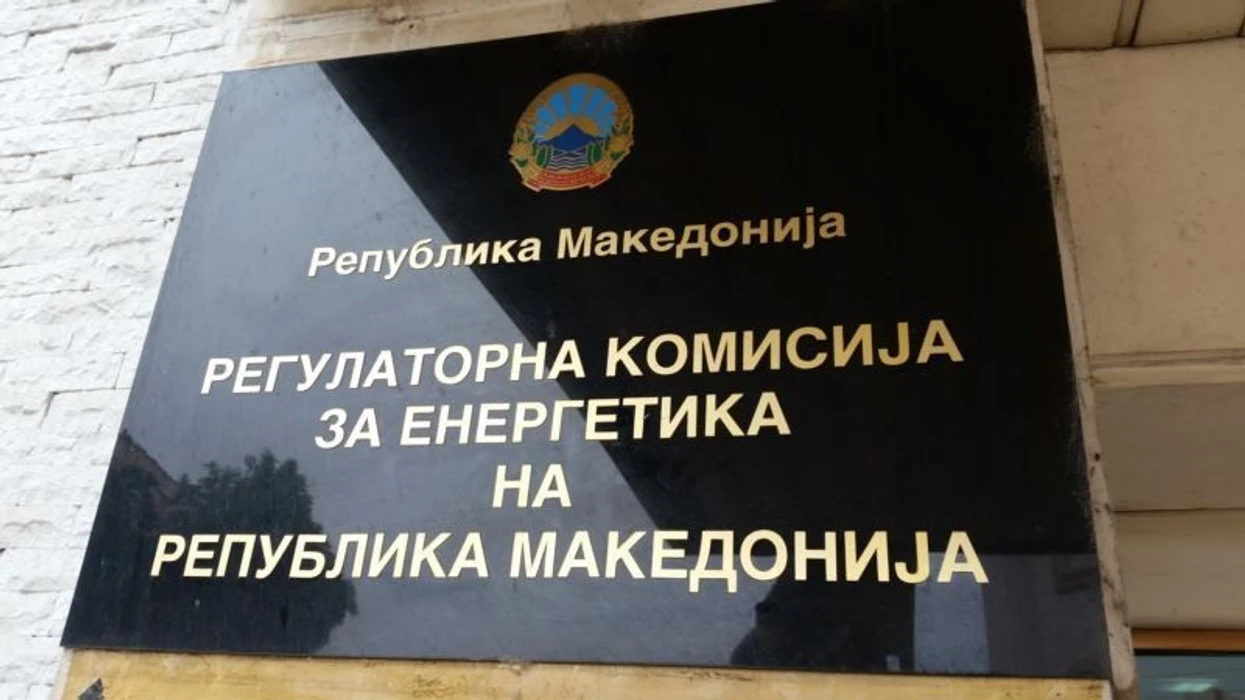 Република Македонија
РЕГУЛАТОРНА КОМИСИЈА
ЗА ЕНЕРГЕТИКА
НА
РЕПУБЛИКА МАКЕДОНИЈА